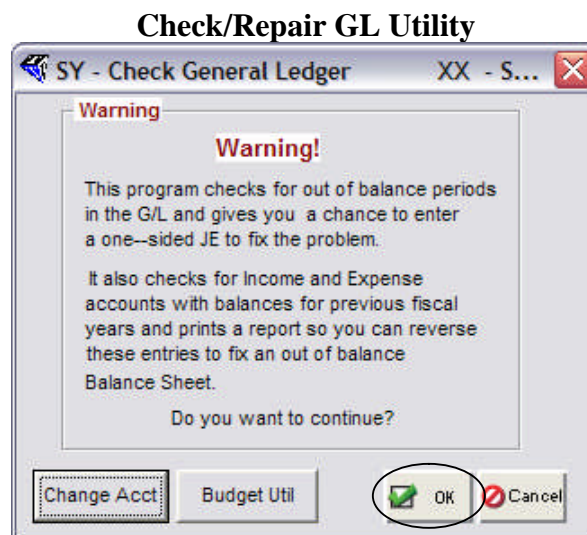 Check/Repair GL Utility
SY - Check General Ledger XX - S...
Warning
Warning!
This program checks for out of balance periods
in the G/L and gives you a chance to enter
a one--sided JE to fix the problem.
It also checks for Income and Expense
accounts with balances for previous fiscal
years and prints a report so you can reverse
these entries to fix an out of balance
Balance Sheet.
Do you want to continue?
Change Acct Budget Util OK Cancel